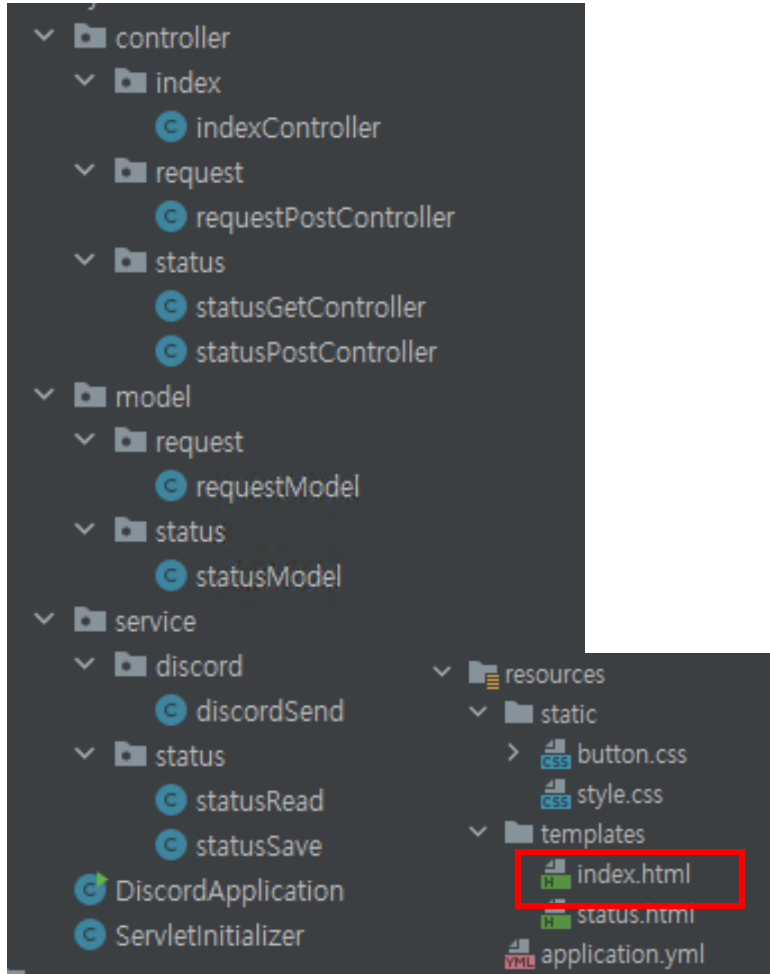 controller
index
indexController
request
requestPostController
status
statusGetController
statusPostController
model
request
requestModel
status
statusModel
service
discord
discordSend
status
statusRead
statusSave
DiscordApplication
ServletInitializer
resources
static
button.css
style.css
templates
index.html
status.html
application.yml